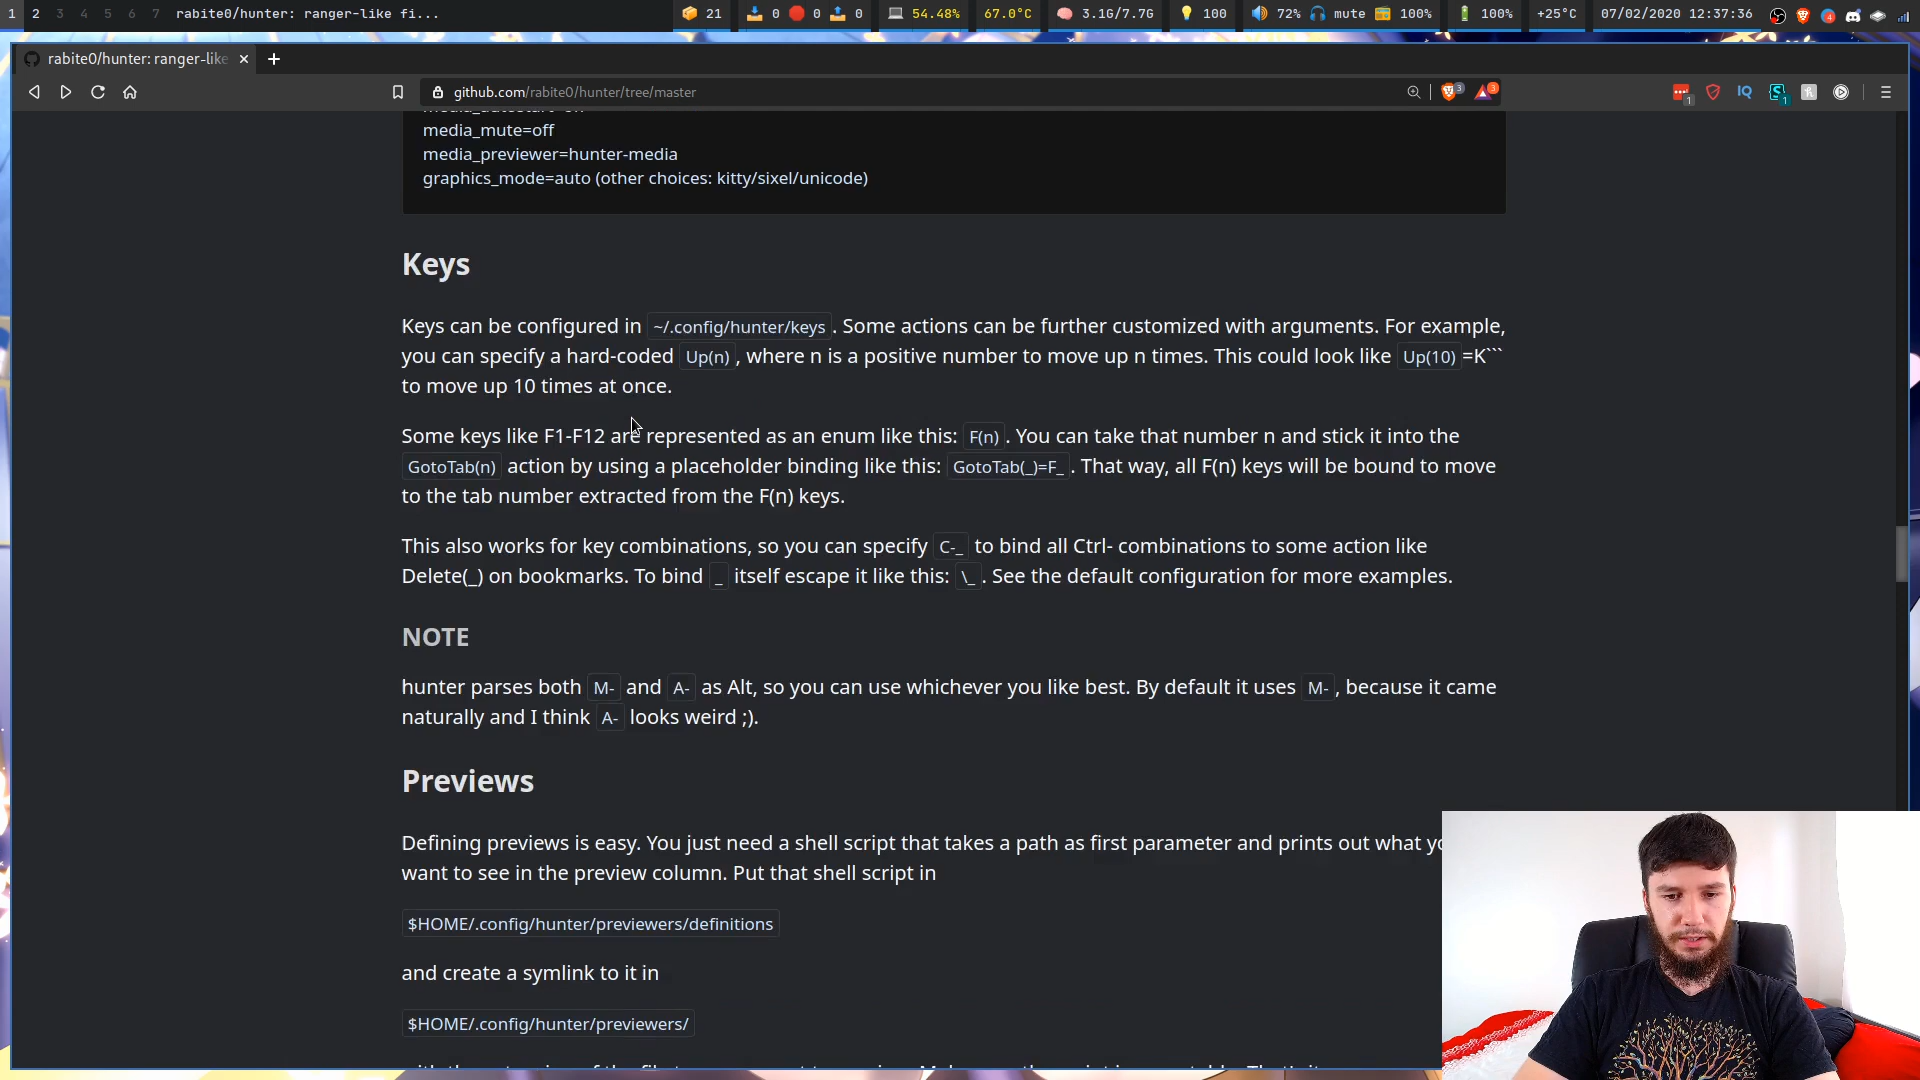 1 2 3 4 5 6 7 rabite0/hunter: ranger-like fi... 21 0 0 0 54.48% 67.0°C 3.1G/7.7G 100 72% mute 100% 100% +25°C 07/02/2020 12:37:36
rabite0/hunter: ranger-like
github.com/rabite0/hunter/tree/master
media_mute=off
media_previewer=hunter-media
graphics_mode=auto (other choices: kitty/sixel/unicode)
Keys
Keys can be configured in ~/.config/hunter/keys . Some actions can be further customized with arguments. For example,
you can specify a hard-coded Up(n) , where n is a positive number to move up n times. This could look like Up(10) =K```
to move up 10 times at once.
Some keys like F1-F12 are represented as an enum like this: F(n) . You can take that number n and stick it into the
GotoTab(n) action by using a placeholder binding like this: GotoTab(_)=F_ . That way, all F(n) keys will be bound to move
to the tab number extracted from the F(n) keys.
This also works for key combinations, so you can specify C-_ to bind all Ctrl- combinations to some action like
Delete(_) on bookmarks. To bind _ itself escape it like this: \_ . See the default configuration for more examples.
NOTE
hunter parses both M- and A- as Alt, so you can use whichever you like best. By default it uses M- , because it came
naturally and I think A- looks weird ;).
Previews
Defining previews is easy. You just need a shell script that takes a path as first parameter and prints out what
want to see in the preview column. Put that shell script in
$HOME/.config/hunter/previewers/definitions
and create a symlink to it in
$HOME/.config/hunter/previewers/